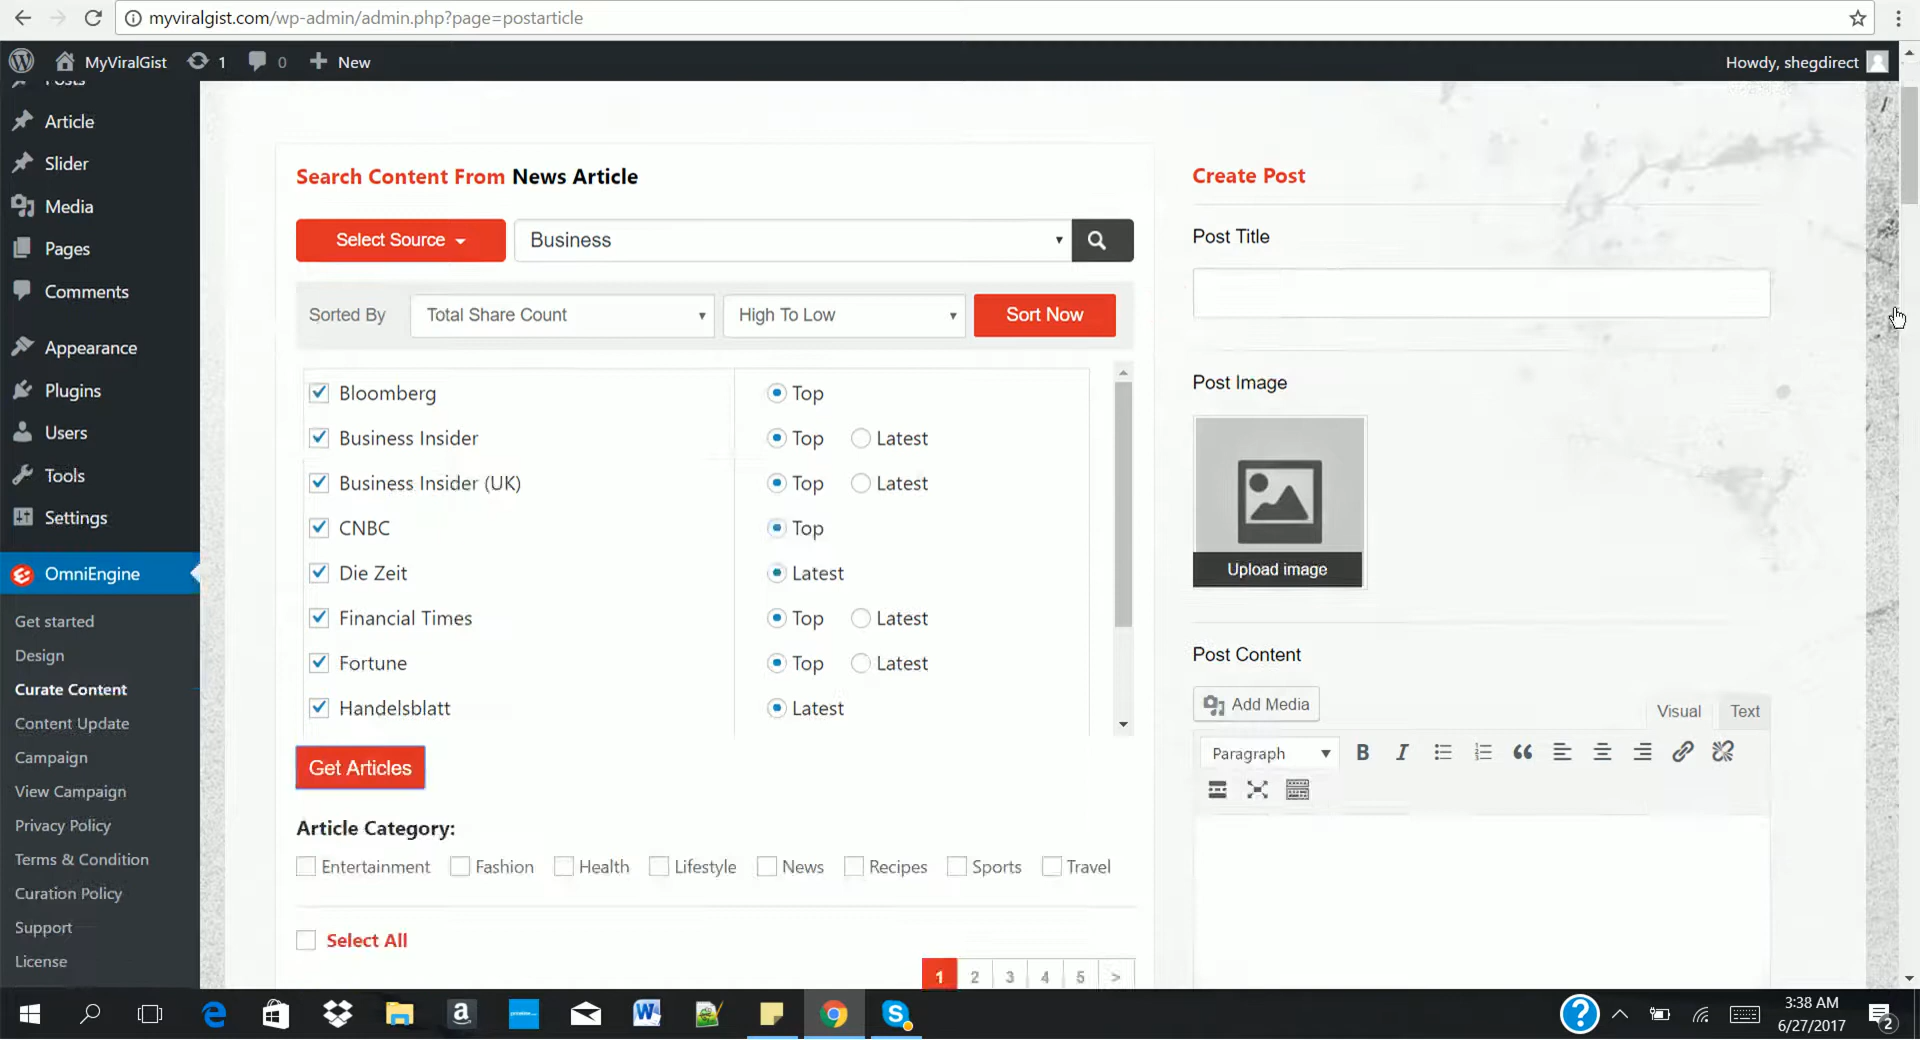 myviralgist.com/wp-admin/admin.php?page=postarticle
MyViralGist 1 0 New
Howdy, shegdirect
Posts
Article
Slider
Media
Pages
Comments
Appearance
Plugins
Users
Tools
Settings
OmniEngine
Get started
Design
Curate Content
Content Update
Campaign
View Campaign
Privacy Policy
Terms & Condition
Curation Policy
Support
License
Search Content From News Article
Select Source
Business
Sorted By
Total Share Count
High To Low
Sort Now
Bloomberg Top
Business Insider Top Latest
Business Insider (UK) Top Latest
CNBC Top
Die Zeit Latest
Financial Times Top Latest
Fortune Top Latest
Handelsblatt Latest
Get Articles
Article Category:
Entertainment Fashion Health Lifestyle News Recipes Sports Travel
Select All
1 2 3 4 5 >
Create Post
Post Title
Post Image
Upload image
Post Content
Add Media
Visual Text
Paragraph
3:38 AM
6/27/2017
2